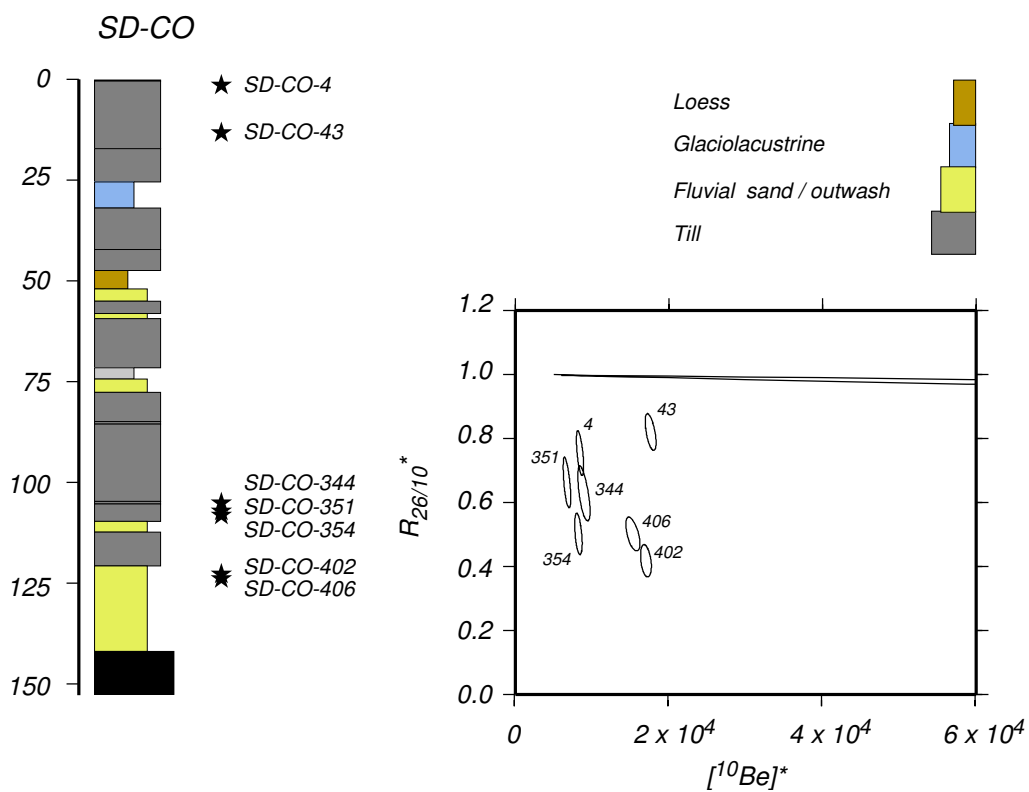 SD-CO
0
25
50
75
100
125
150
SD-CO-4
SD-CO-43
SD-CO-344
SD-CO-351
SD-CO-354
SD-CO-402
SD-CO-406
Loess
Glaciolacustrine
Fluvial sand / outwash
Till
1.2
1.0
0.8
0.6
0.4
0.2
0.0
R26/10*
43
4
351
344
406
354
402
0
2 x 10⁴
4 x 10⁴
6 x 10⁴
[¹⁰Be]*